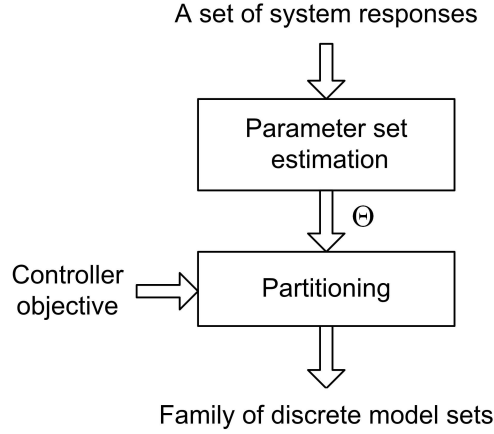 A set of system responses
Parameter set
estimation
Θ
Controller
objective
Partitioning
Family of discrete model sets